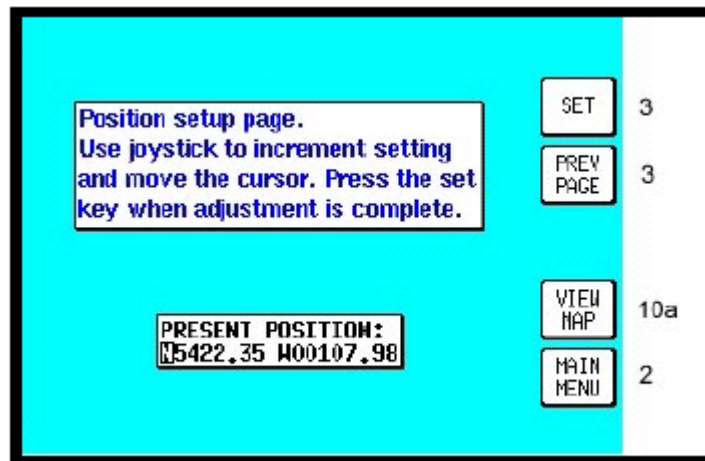 Position setup page.
Use joystick to increment setting
and move the cursor. Press the set
key when adjustment is complete.
PRESENT POSITION:
N5422.35 W00107.98
SET
3
PREV
PAGE
3
VIEW
MAP
10a
MAIN
MENU
2